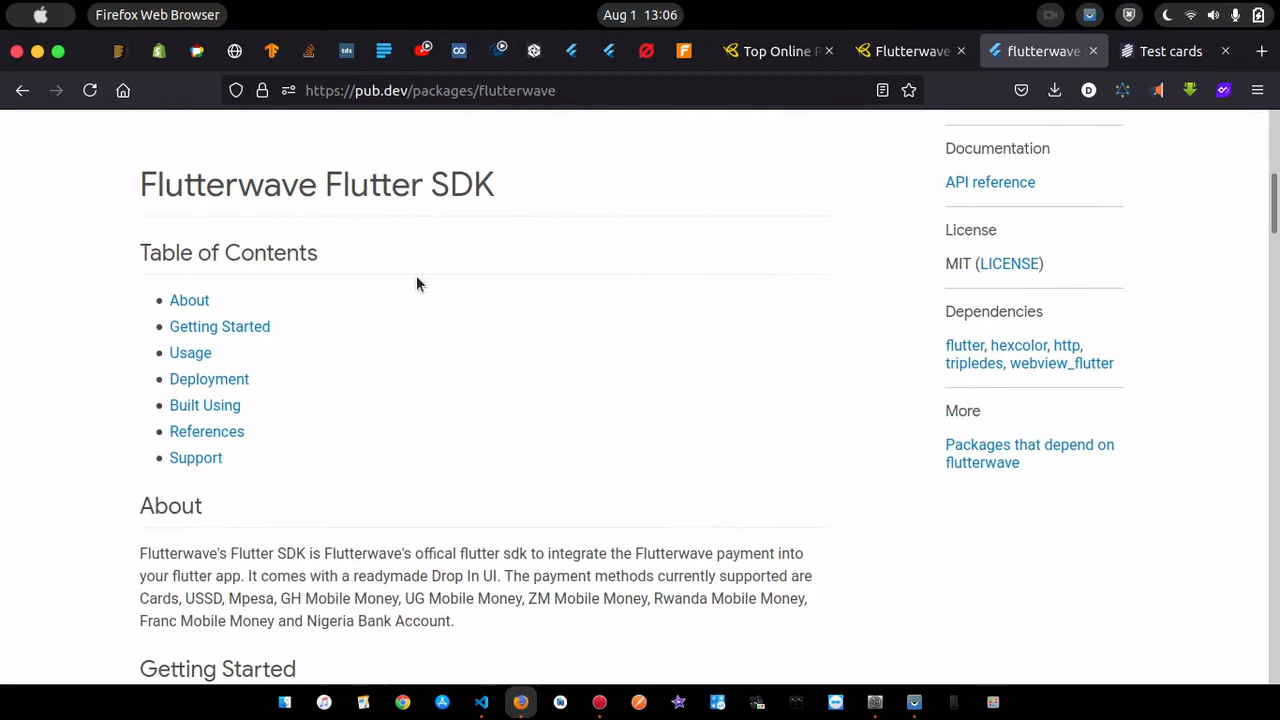 Firefox Web Browser
Aug 1 13:06
tds
Top Online P
Flutterwave
flutterwave
Test cards
https://pub.dev/packages/flutterwave
D
Flutterwave Flutter SDK
Table of Contents
About
Getting Started
Usage
Deployment
Built Using
References
Support
About
Flutterwave's Flutter SDK is Flutterwave's offical flutter sdk to integrate the Flutterwave payment into
your flutter app. It comes with a readymade Drop In UI. The payment methods currently supported are
Cards, USSD, Mpesa, GH Mobile Money, UG Mobile Money, ZM Mobile Money, Rwanda Mobile Money,
Franc Mobile Money and Nigeria Bank Account.
Getting Started
Documentation
API reference
License
MIT (LICENSE)
Dependencies
flutter, hexcolor, http,
tripledes, webview_flutter
More
Packages that depend on
flutterwave